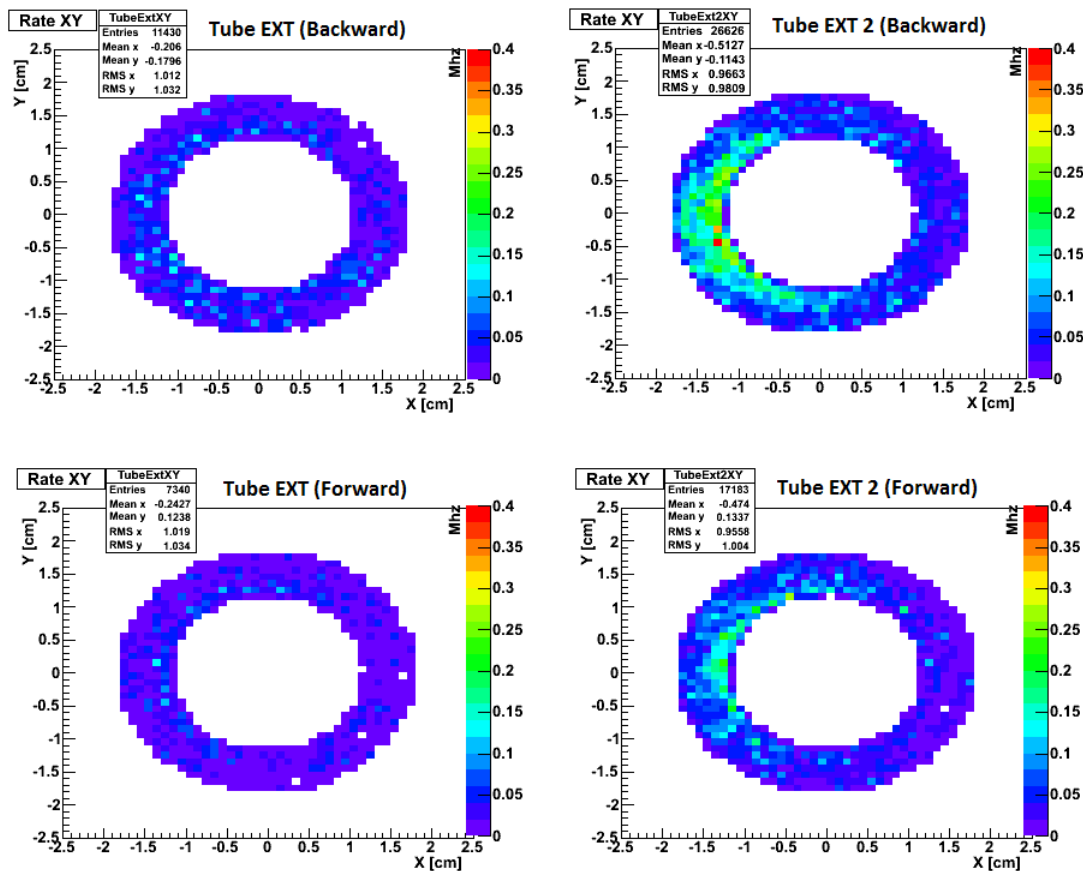 Rate XY
TubeExtXY
Entries 11430
Mean x -0.206
Mean y -0.1796
RMS x 1.012
RMS y 1.032
Tube EXT (Backward)
Y [cm]
2.5
2
1.5
1
0.5
0
-0.5
-1
-1.5
-2
-2.5
-2.5 -2 -1.5 -1 -0.5 0 0.5 1 1.5 2 2.5
X [cm]
Mhz
0.4
0.35
0.3
0.25
0.2
0.15
0.1
0.05
0
Rate XY
TubeExt2XY
Entries 26626
Mean x -0.5127
Mean y -0.1143
RMS x 0.9663
RMS y 0.9809
Tube EXT 2 (Backward)
Y [cm]
2.5
2
1.5
1
0.5
0
-0.5
-1
-1.5
-2
-2.5
-2.5 -2 -1.5 -1 -0.5 0 0.5 1 1.5 2 2.5
X [cm]
Mhz
0.4
0.35
0.3
0.25
0.2
0.15
0.1
0.05
0
Rate XY
TubeExtXY
Entries 7340
Mean x -0.2427
Mean y 0.1238
RMS x 1.019
RMS y 1.034
Tube EXT (Forward)
Y [cm]
2.5
2
1.5
1
0.5
0
-0.5
-1
-1.5
-2
-2.5
-2.5 -2 -1.5 -1 -0.5 0 0.5 1 1.5 2 2.5
X [cm]
Mhz
0.4
0.35
0.3
0.25
0.2
0.15
0.1
0.05
0
Rate XY
TubeExt2XY
Entries 17183
Mean x -0.474
Mean y 0.1337
RMS x 0.9558
RMS y 1.004
Tube EXT 2 (Forward)
Y [cm]
2.5
2
1.5
1
0.5
0
-0.5
-1
-1.5
-2
-2.5
-2.5 -2 -1.5 -1 -0.5 0 0.5 1 1.5 2 2.5
X [cm]
Mhz
0.4
0.35
0.3
0.25
0.2
0.15
0.1
0.05
0